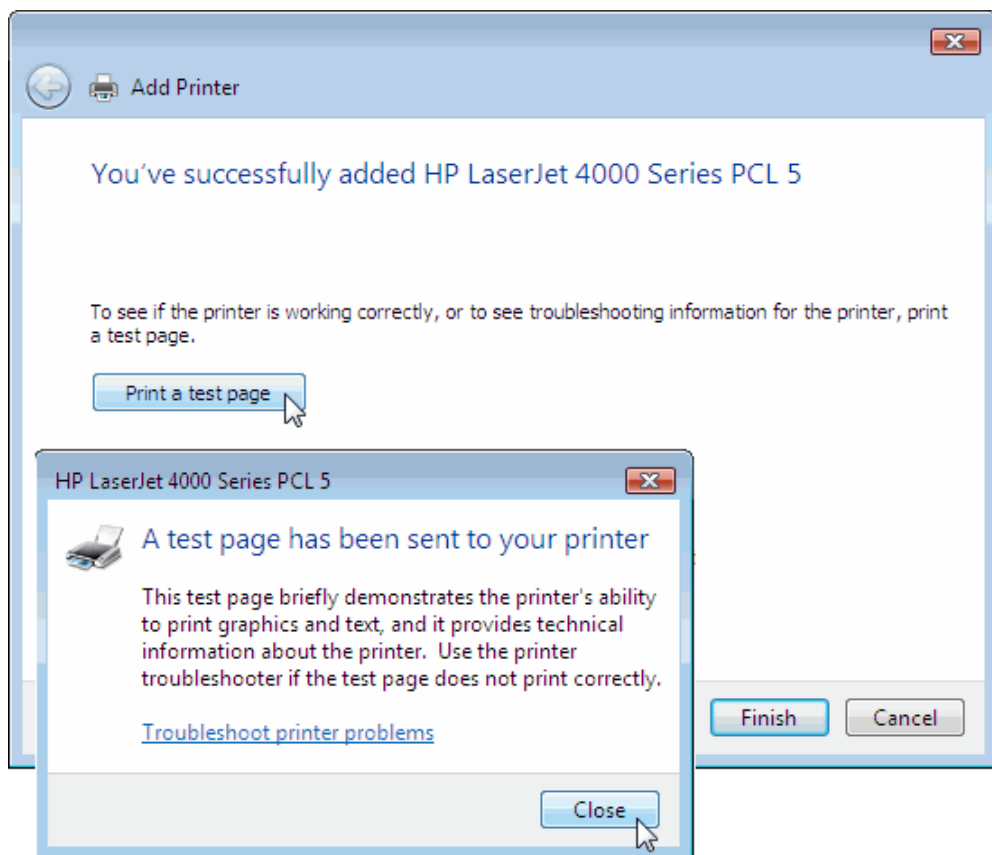 Add Printer
You've successfully added HP LaserJet 4000 Series PCL 5
To see if the printer is working correctly, or to see troubleshooting information for the printer, print
a test page.
Print a test page
HP LaserJet 4000 Series PCL 5
A test page has been sent to your printer
This test page briefly demonstrates the printer's ability
to print graphics and text, and it provides technical
information about the printer.  Use the printer
troubleshooter if the test page does not print correctly.
Troubleshoot printer problems
Close
Finish
Cancel